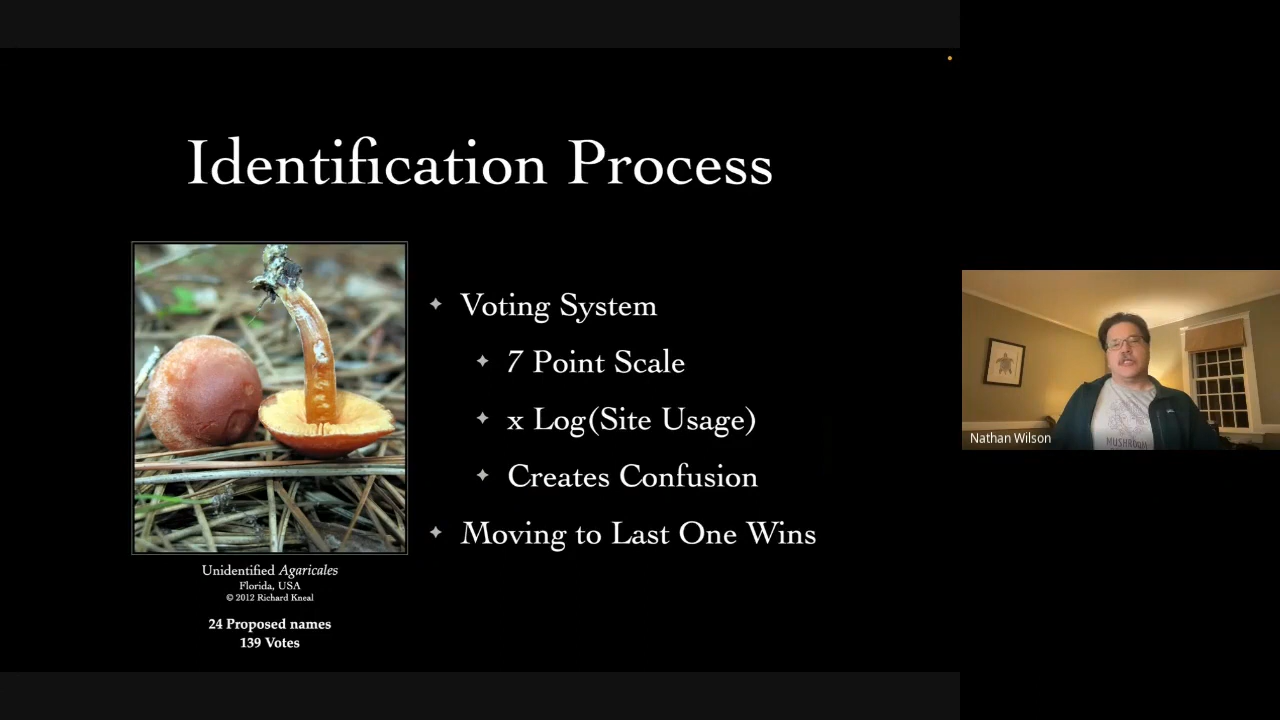 Identification Process
Voting System
7 Point Scale
x Log(Site Usage)
Creates Confusion
Moving to Last One Wins
Unidentified Agaricales
Florida, USA
© 2012 Richard Kneal
24 Proposed names
139 Votes
Nathan Wilson
MUSHROOM